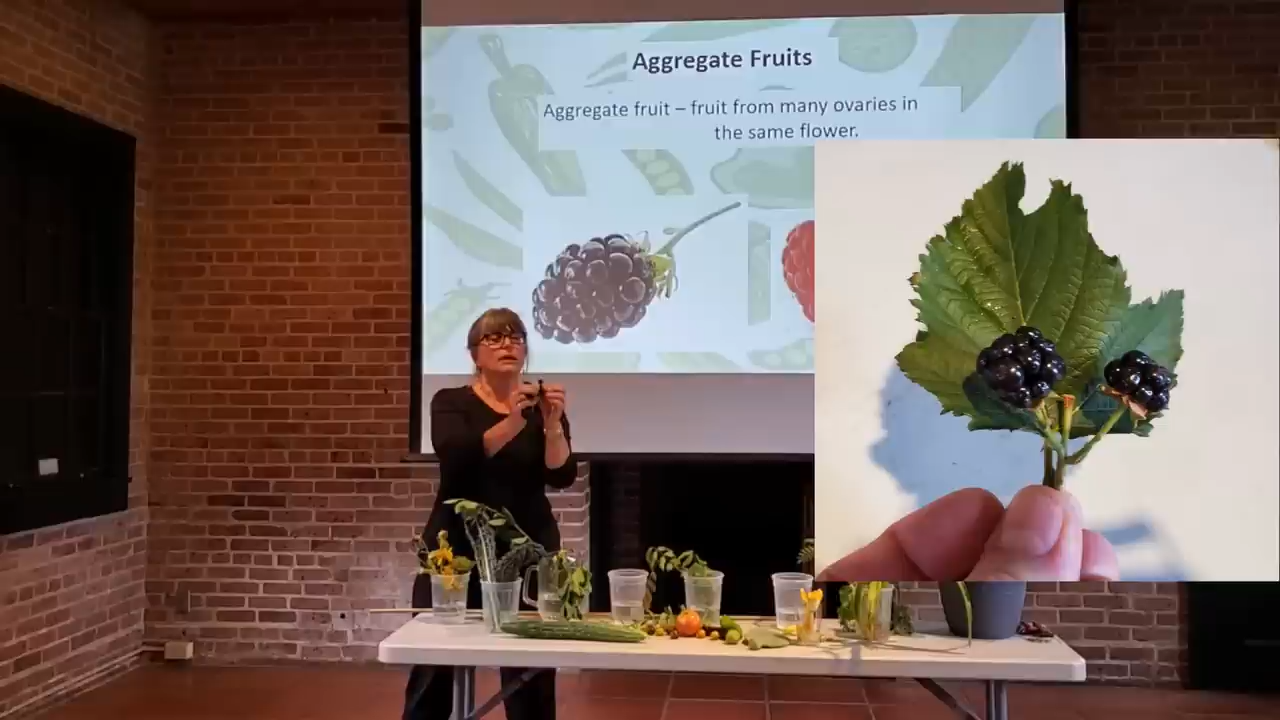 Aggregate Fruits
Aggregate fruit – fruit from many ovaries in
the same flower.